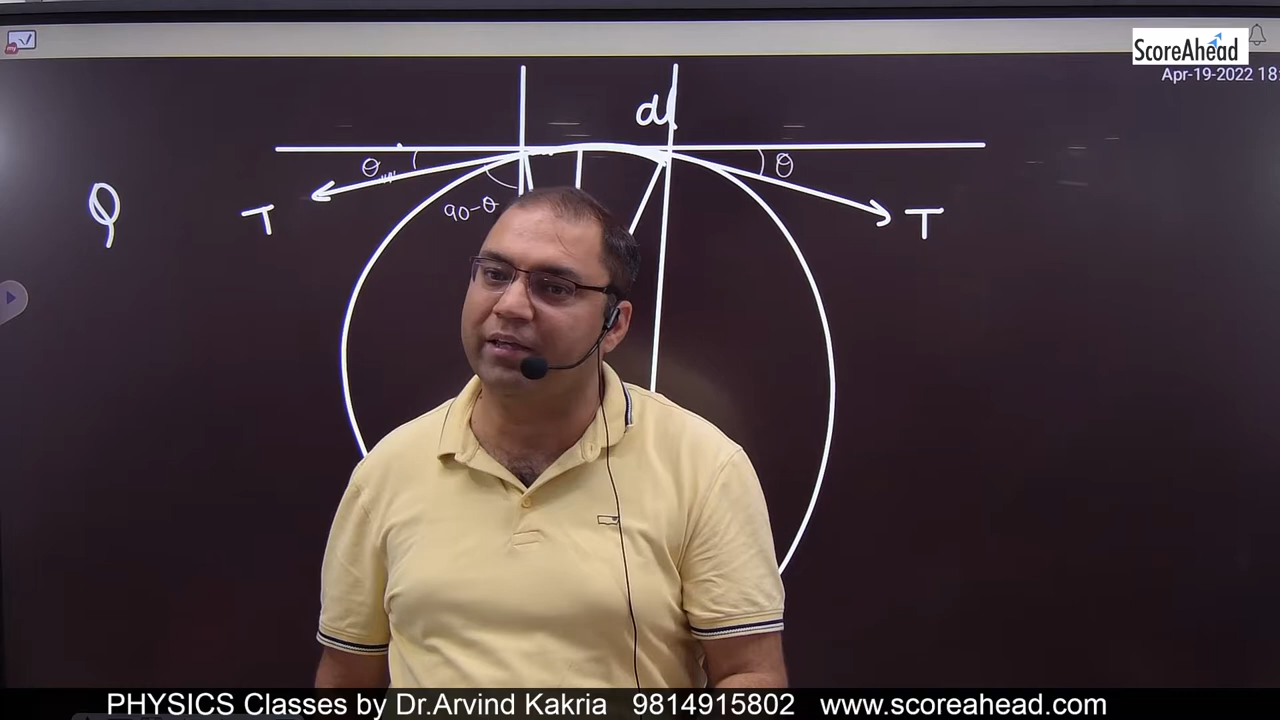 ScoreAhead
Apr-19-2022 18:
dl
θ
θ
90-θ
T
T
Q
PHYSICS Classes by Dr.Arvind Kakria 9814915802 www.scoreahead.com